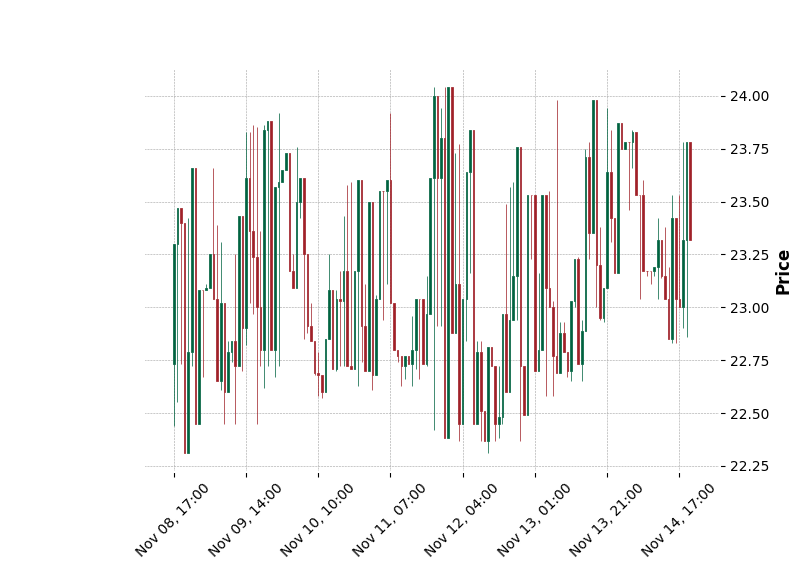 24.00
23.75
23.50
23.25
23.00
22.75
22.50
22.25
Price
Nov 08, 17:00
Nov 09, 14:00
Nov 10, 10:00
Nov 11, 07:00
Nov 12, 04:00
Nov 13, 01:00
Nov 13, 21:00
Nov 14, 17:00